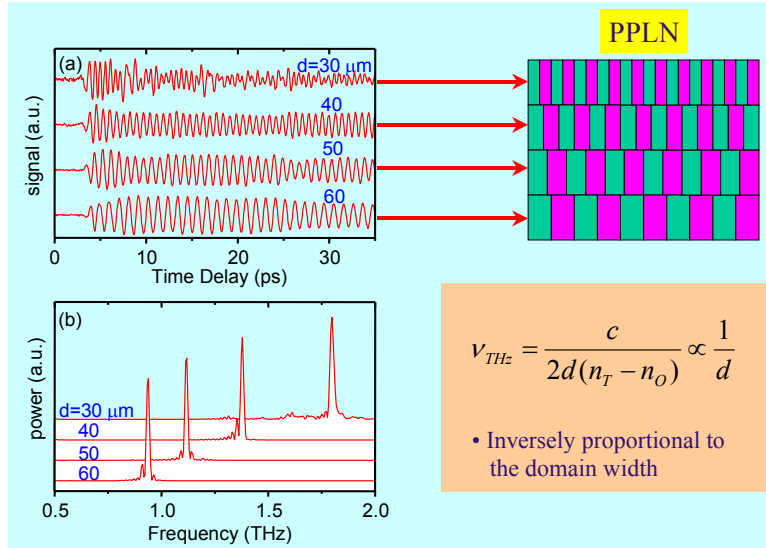 PPLN
(a)
d=30 μm
40
50
60
signal (a.u.)
0 10 20 30
Time Delay (ps)
(b)
d=30 μm
40
50
60
power (a.u.)
0.5 1.0 1.5 2.0
Frequency (THz)
ν_THz = c / 2d(n_T − n_O) ∝ 1/d
• Inversely proportional to
the domain width